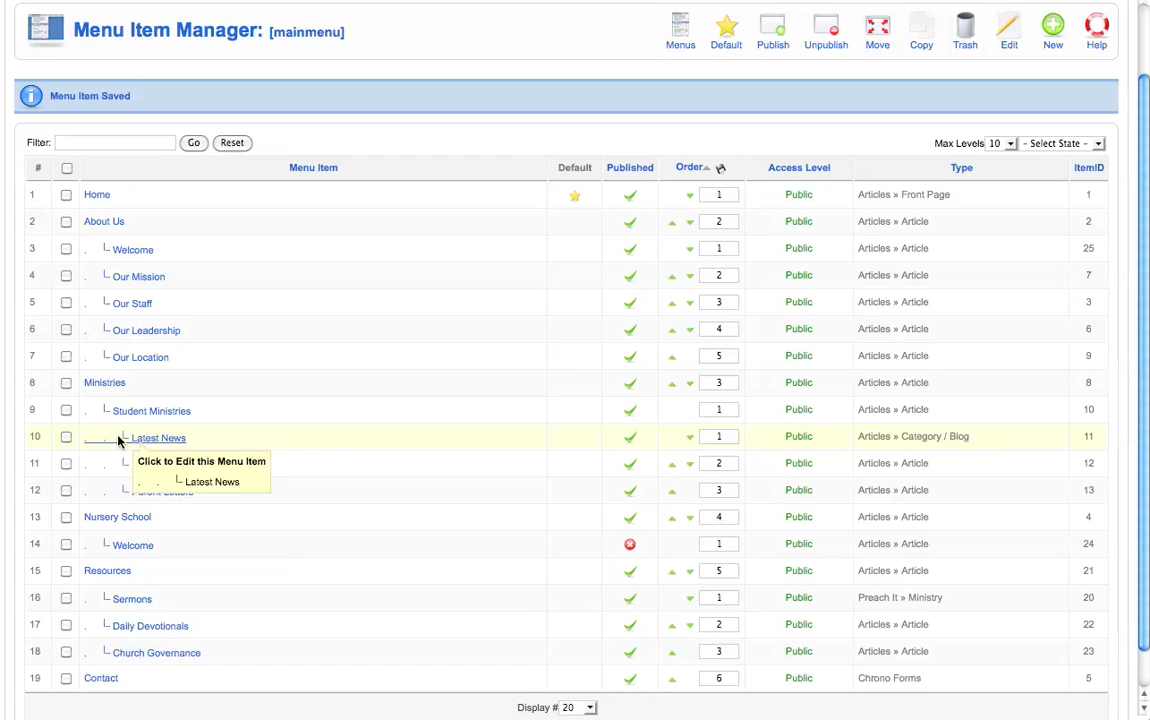 Menu Item Manager: [mainmenu]
Menus Default Publish Unpublish Move Copy Trash Edit New Help
Menu Item Saved
Filter: Go Reset Max Levels 10 - Select State -
# Menu Item Default Published Order Access Level Type ItemID
1 Home 1 Public Articles » Front Page 1
2 About Us 2 Public Articles » Article 2
3 . Welcome 1 Public Articles » Article 25
4 . Our Mission 2 Public Articles » Article 7
5 . Our Staff 3 Public Articles » Article 3
6 . Our Leadership 4 Public Articles » Article 6
7 . Our Location 5 Public Articles » Article 9
8 Ministries 3 Public Articles » Article 8
9 . Student Ministries 1 Public Articles » Article 10
10 . . Latest News 1 Public Articles » Category / Blog 11
Click to Edit this Menu Item
. . Latest News
11 . . 2 Public Articles » Article 12
12 . . Parent Letters 3 Public Articles » Article 13
13 Nursery School 4 Public Articles » Article 4
14 . Welcome 1 Public Articles » Article 24
15 Resources 5 Public Articles » Article 21
16 . Sermons 1 Public Preach It » Ministry 20
17 . Daily Devotionals 2 Public Articles » Article 22
18 . Church Governance 3 Public Articles » Article 23
19 Contact 6 Public Chrono Forms 5
Display # 20